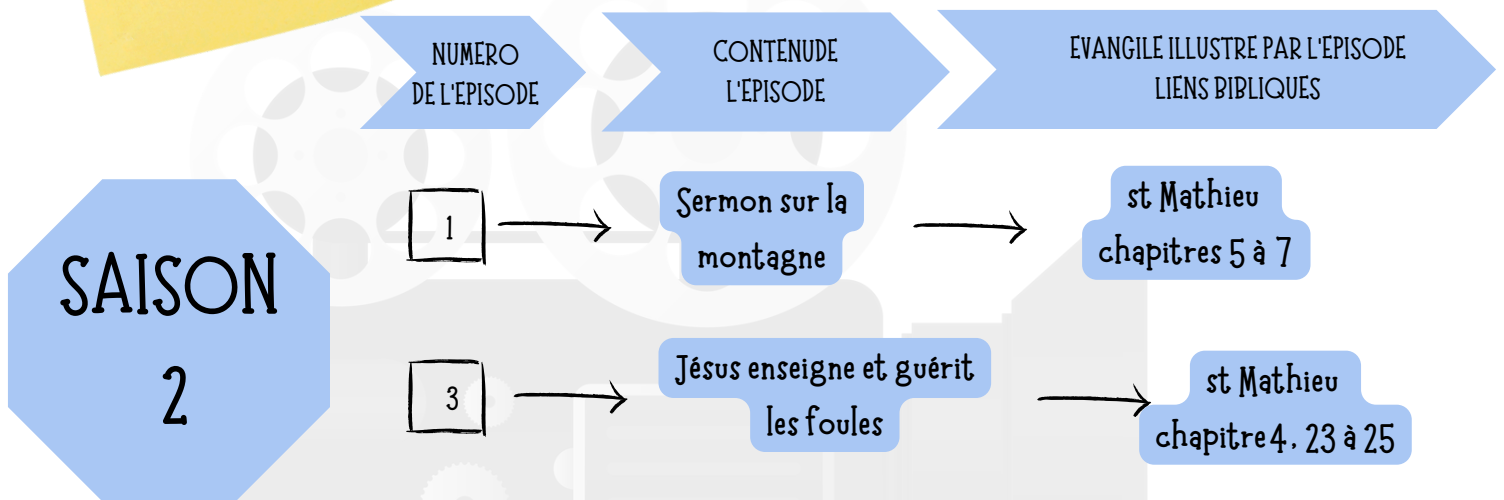 NUMERO
DE L'EPISODE
CONTENUDE
L'EPISODE
EVANGILE ILLUSTRE PAR L'EPISODE
LIENS BIBLIQUES
SAISON
2
1
Sermon sur la
montagne
st Mathieu
chapitres 5 à 7
3
Jésus enseigne et guérit
les foules
st Mathieu
chapitre 4, 23 à 25